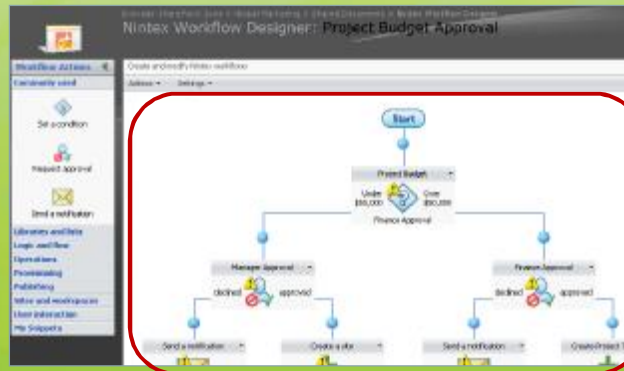 Nintex Workflow Designer: Project Budget Approval
Workflow Actions
Create and modify Nintex workflows
Commonly used
Actions Settings
Set a condition
Request approval
Send a notification
Libraries and lists
Logic and flow
Operations
Provisioning
Publishing
Sites and workspaces
User interaction
My Snippets
Start
Project Budget
Under
$50,000
Over
$50,000
Finance Approval
Manager Approval
declined approved
Finance Approval
declined approved
Send a notification
Create a site
Send a notification
Create Project